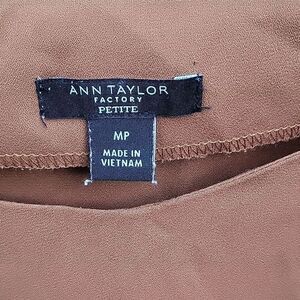 ANN TAYLOR
FACTORY
PETITE
MP
MADE IN
VIETNAM